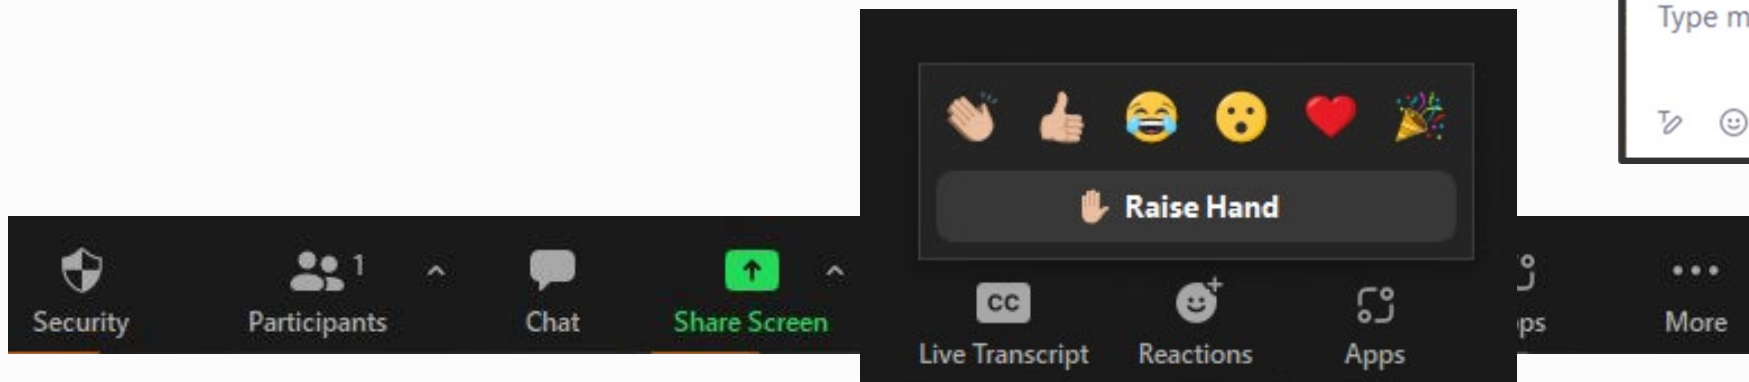 Type m
Raise Hand
1
Security
Participants
Chat
Share Screen
CC
Live Transcript
Reactions
Apps
ps
More